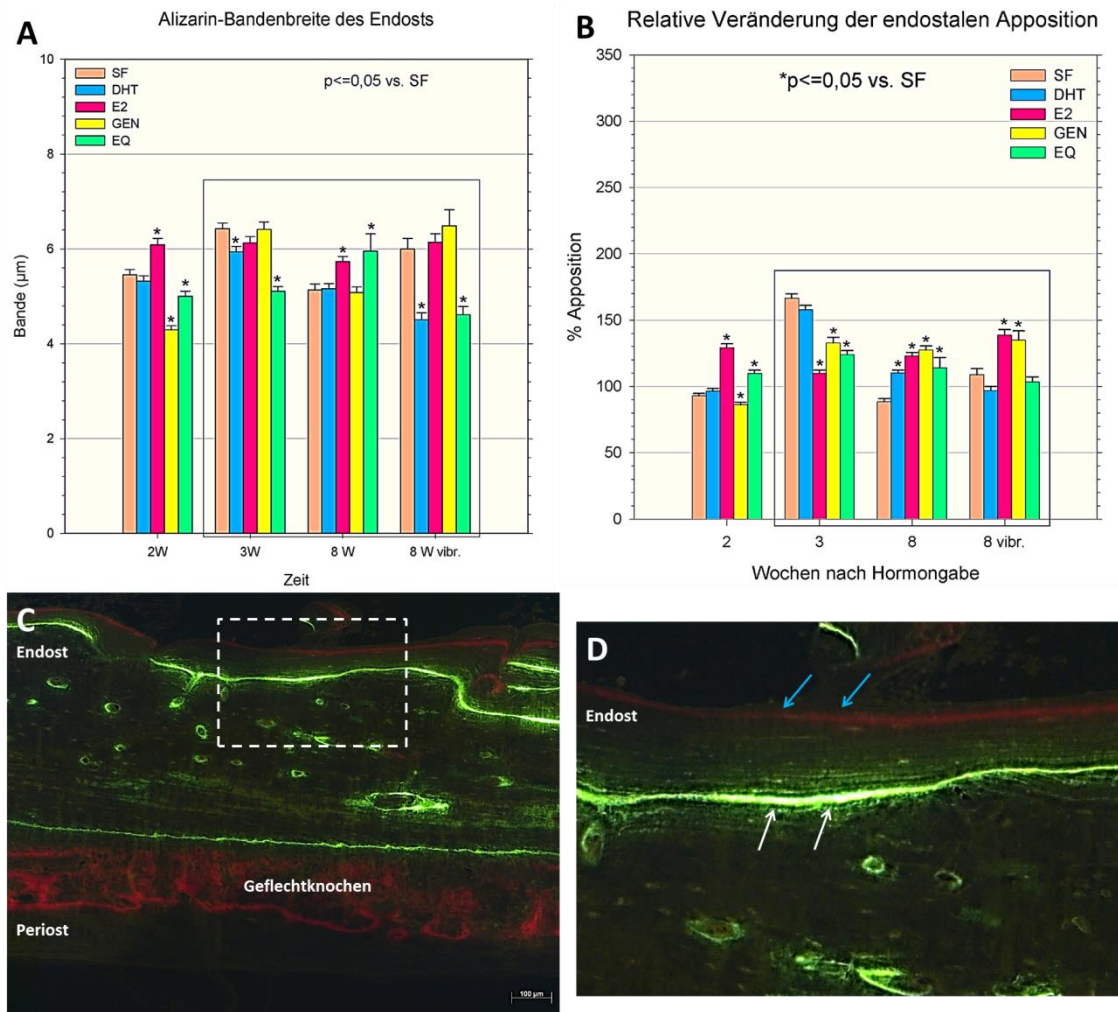 A
Alizarin-Bandenbreite des Endosts
SF
DHT
E2
GEN
EQ
p<=0,05 vs. SF
Bande (µm)
10
8
6
4
2
0
* * * * * * * * *
2W 3W 8 W 8 W vibr.
Zeit
B
Relative Veränderung der endostalen Apposition
*p<=0,05 vs. SF
SF
DHT
E2
GEN
EQ
% Apposition
350
300
250
200
150
100
50
0
* * * * * * * * * * * *
2 3 8 8 vibr.
Wochen nach Hormongabe
C
Endost
Geflechtknochen
Periost
100 µm
D
Endost